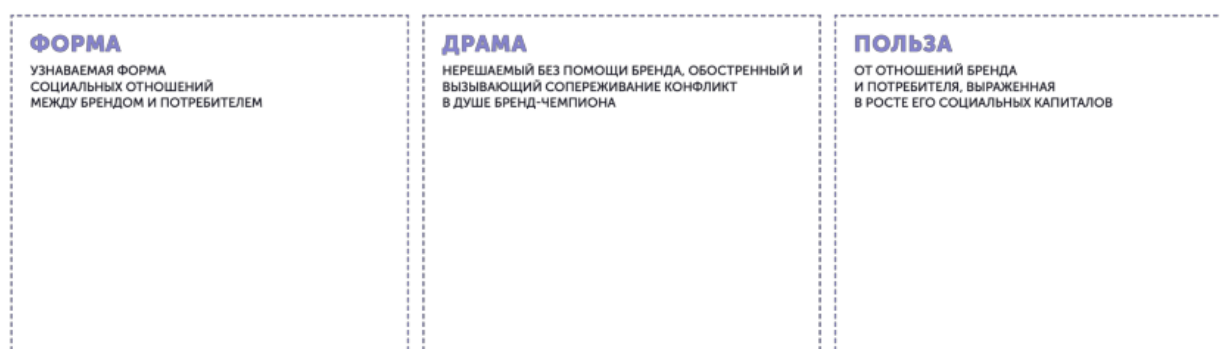 ФОРМА
УЗНАВАЕМАЯ ФОРМА
СОЦИАЛЬНЫХ ОТНОШЕНИЙ
МЕЖДУ БРЕНДОМ И ПОТРЕБИТЕЛЕМ
ДРАМА
НЕРЕШАЕМЫЙ БЕЗ ПОМОЩИ БРЕНДА, ОБОСТРЕННЫЙ И
ВЫЗЫВАЮЩИЙ СОПЕРЕЖИВАНИЕ КОНФЛИКТ
В ДУШЕ БРЕНД-ЧЕМПИОНА
ПОЛЬЗА
ОТ ОТНОШЕНИЙ БРЕНДА
И ПОТРЕБИТЕЛЯ, ВЫРАЖЕННАЯ
В РОСТЕ ЕГО СОЦИАЛЬНЫХ КАПИТАЛОВ